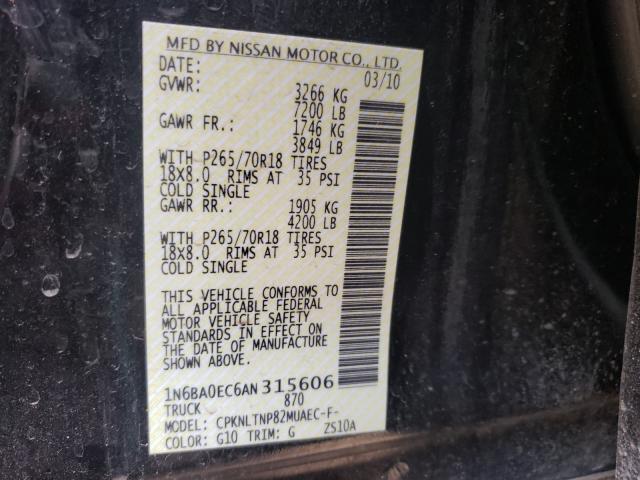 MFD BY NISSAN MOTOR CO., LTD.
DATE: 03/10
GVWR: 3266 KG
7200 LB
GAWR FR.: 1746 KG
3849 LB
WITH P265/70R18 TIRES
18X8.0 RIMS AT 35 PSI
COLD SINGLE
GAWR RR.: 1905 KG
4200 LB
WITH P265/70R18 TIRES
18X8.0 RIMS AT 35 PSI
COLD SINGLE
THIS VEHICLE CONFORMS TO
ALL APPLICABLE FEDERAL
MOTOR VEHICLE SAFETY
STANDARDS IN EFFECT ON
THE DATE OF MANUFACTURE
SHOWN ABOVE.
1N6BA0EC6AN315606
TRUCK 870
MODEL: CPKNLTNP82MUAEC-F-
COLOR: G10 TRIM: G ZS10A